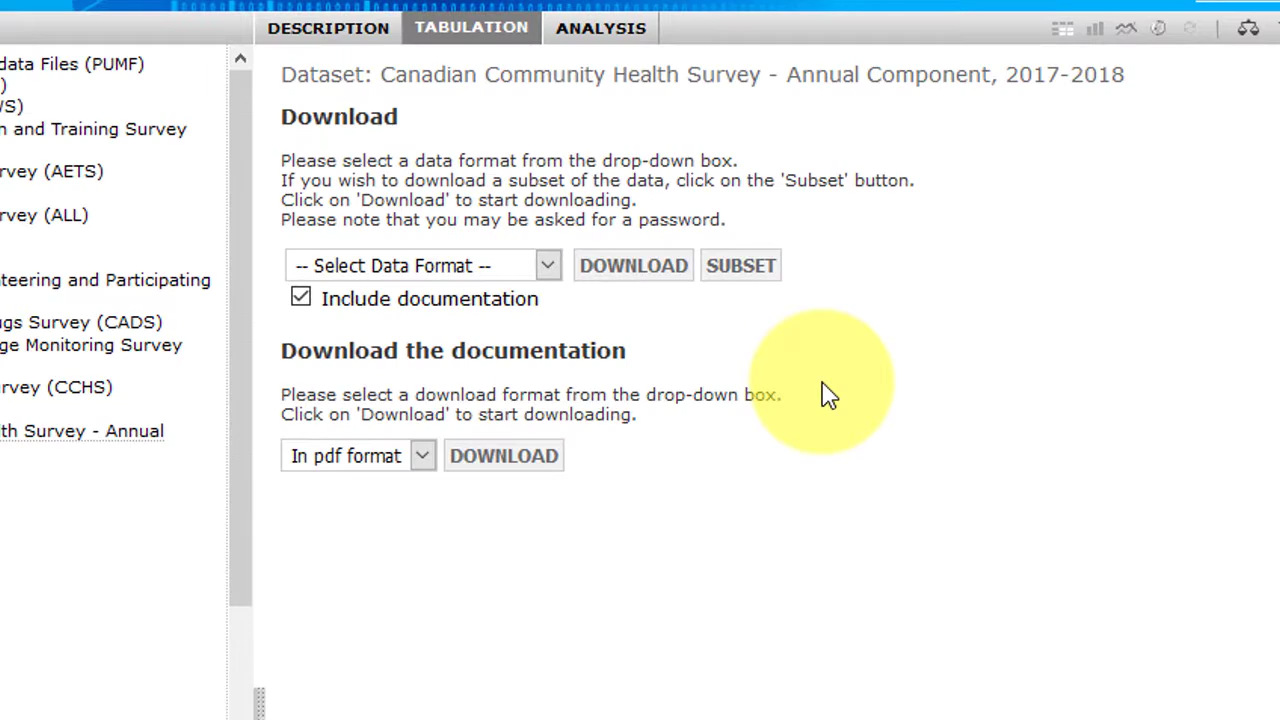 DESCRIPTION TABULATION ANALYSIS
data Files (PUMF)
)
WS)
n and Training Survey
rvey (AETS)
rvey (ALL)
teering and Participating
ugs Survey (CADS)
ge Monitoring Survey
urvey (CCHS)
th Survey - Annual
Dataset: Canadian Community Health Survey - Annual Component, 2017-2018
Download
Please select a data format from the drop-down box.
If you wish to download a subset of the data, click on the 'Subset' button.
Click on 'Download' to start downloading.
Please note that you may be asked for a password.
-- Select Data Format -- DOWNLOAD SUBSET
Include documentation
Download the documentation
Please select a download format from the drop-down box.
Click on 'Download' to start downloading.
In pdf format DOWNLOAD